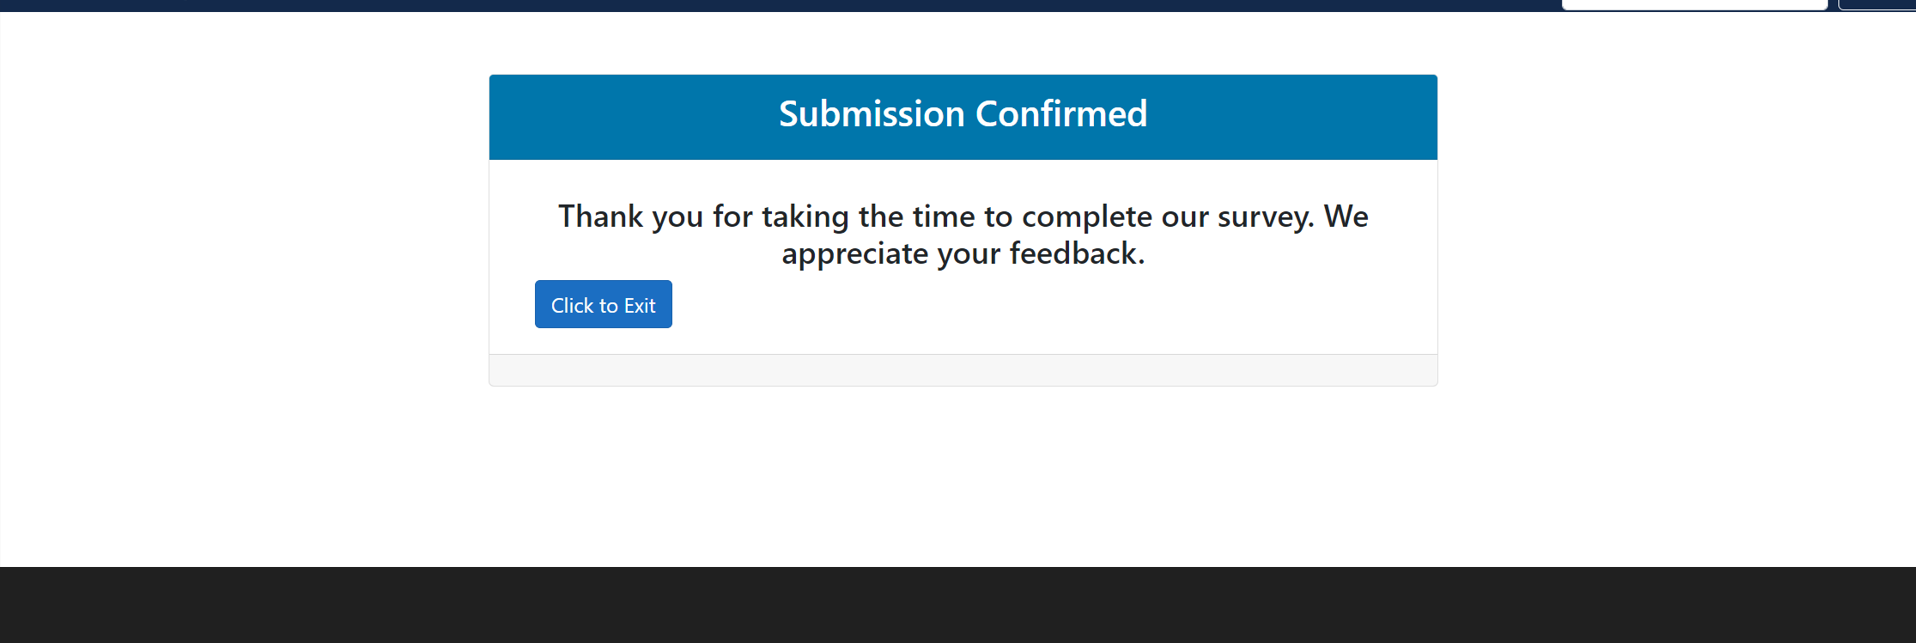 Submission Confirmed
Thank you for taking the time to complete our survey. We
appreciate your feedback.
Click to Exit